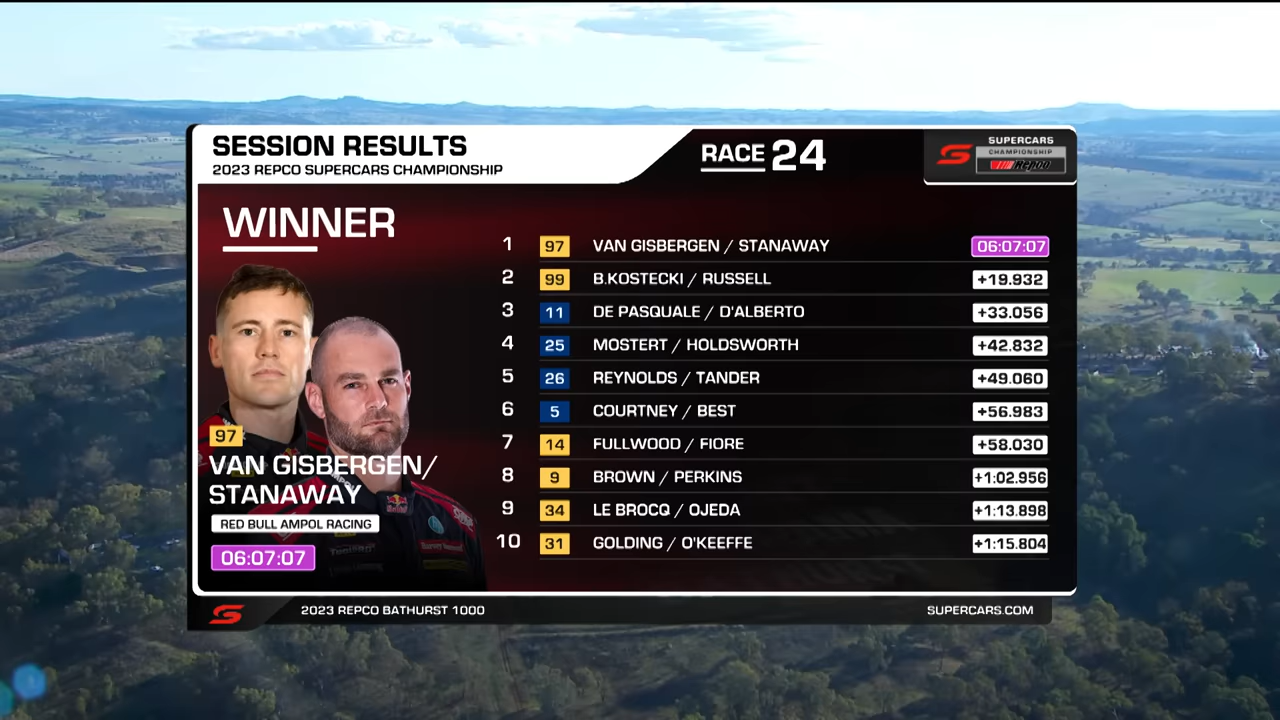 SESSION RESULTS
2023 REPCO SUPERCARS CHAMPIONSHIP
RACE 24
SUPERCARS
CHAMPIONSHIP
Repco
WINNER
1 97 VAN GISBERGEN / STANAWAY 06:07:07
2 99 B.KOSTECKI / RUSSELL +19.932
3 11 DE PASQUALE / D'ALBERTO +33.056
4 25 MOSTERT / HOLDSWORTH +42.832
5 26 REYNOLDS / TANDER +49.060
6 5 COURTNEY / BEST +56.983
7 14 FULLWOOD / FIORE +58.030
8 9 BROWN / PERKINS +1:02.956
9 34 LE BROCQ / OJEDA +1:13.898
10 31 GOLDING / O'KEEFFE +1:15.804
97
VAN GISBERGEN/
STANAWAY
RED BULL AMPOL RACING
06:07:07
2023 REPCO BATHURST 1000
SUPERCARS.COM